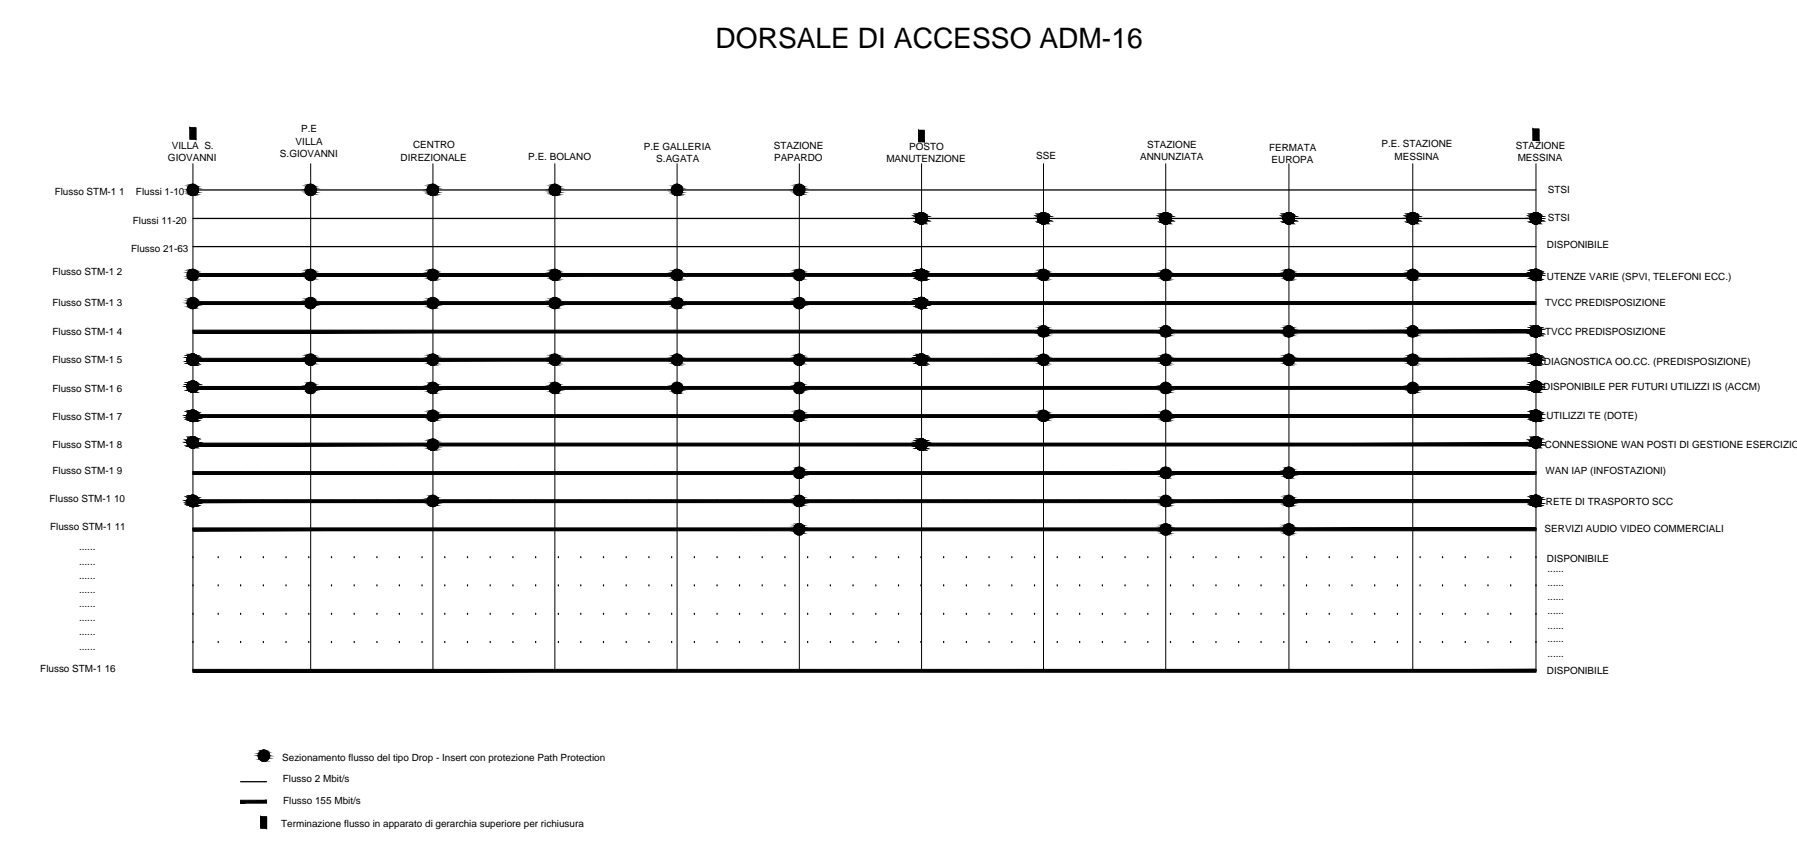 DORSALE DI ACCESSO ADM-16
VILLA S.
GIOVANNI
P.E
VILLA
S.GIOVANNI
CENTRO
DIREZIONALE
P.E. BOLANO
P.E GALLERIA
S.AGATA
STAZIONE
PAPARDO
POSTO
MANUTENZIONE
SSE
STAZIONE
ANNUNZIATA
FERMATA
EUROPA
P.E. STAZIONE
MESSINA
STAZIONE
MESSINA
Flusso STM-1 1 Flussi 1-10 STSI
Flussi 11-20 STSI
Flusso 21-63 DISPONIBILE
Flusso STM-1 2 UTENZE VARIE (SPVI, TELEFONI ECC.)
Flusso STM-1 3 TVCC PREDISPOSIZIONE
Flusso STM-1 4 TVCC PREDISPOSIZIONE
Flusso STM-1 5 DIAGNOSTICA OO.CC. (PREDISPOSIZIONE)
Flusso STM-1 6 DISPONIBILE PER FUTURI UTILIZZI IS (ACCM)
Flusso STM-1 7 UTILIZZI TE (DOTE)
Flusso STM-1 8 CONNESSIONE WAN POSTI DI GESTIONE ESERCIZIO
Flusso STM-1 9 WAN IAP (INFOSTAZIONI)
Flusso STM-1 10 RETE DI TRASPORTO SCC
Flusso STM-1 11 SERVIZI AUDIO VIDEO COMMERCIALI
......
...... DISPONIBILE
...... ......
...... ......
...... ......
...... ......
...... ......
...... ......
Flusso STM-1 16 DISPONIBILE
Sezionamento flusso del tipo Drop - Insert con protezione Path Protection
Flusso 2 Mbit/s
Flusso 155 Mbit/s
Terminazione flusso in apparato di gerarchia superiore per richiusura